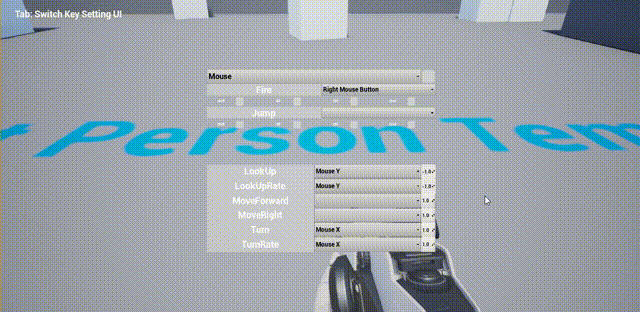 Tab: Switch Key Setting UI
Mouse
Fire Right Mouse Button
Jump
Person Tem
LookUp Mouse Y -1.0
LookUpRate Mouse Y -1.0
MoveForward 1.0
MoveRight 1.0
Turn Mouse X 1.0
TurnRate Mouse X 1.0